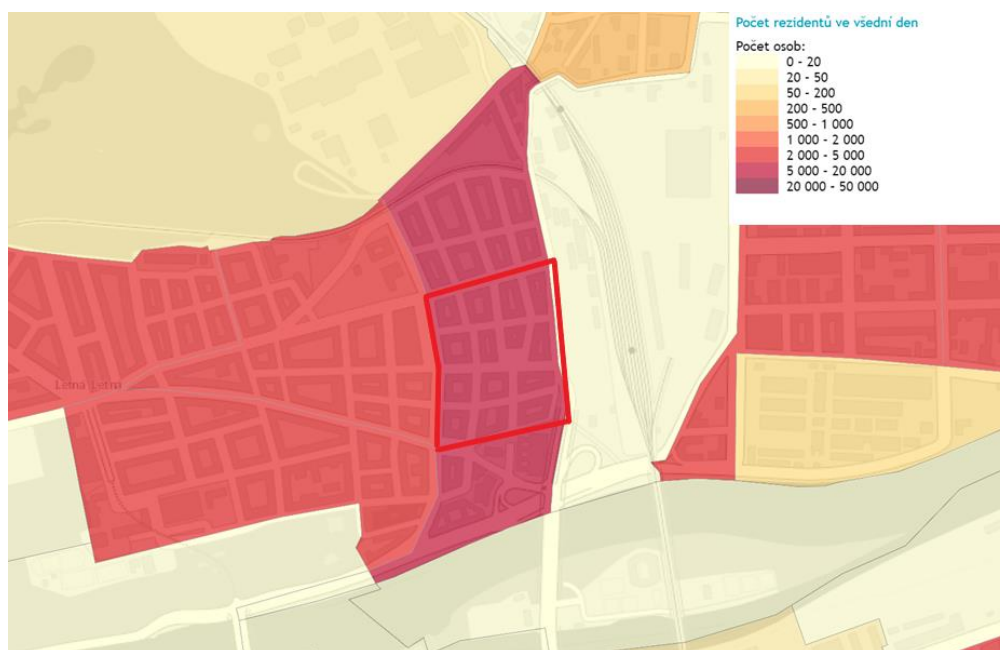 Počet rezidentů ve všední den
Počet osob:
0 - 20
20 - 50
50 - 200
200 - 500
500 - 1 000
1 000 - 2 000
2 000 - 5 000
5 000 - 20 000
20 000 - 50 000
Letná Letná